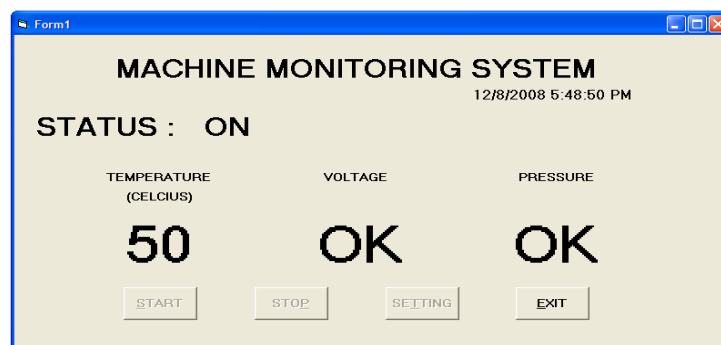 Form1
MACHINE MONITORING SYSTEM
12/8/2008 5:48:50 PM
STATUS : ON
TEMPERATURE VOLTAGE PRESSURE
(CELCIUS)
50 OK OK
START STOP SETTING EXIT